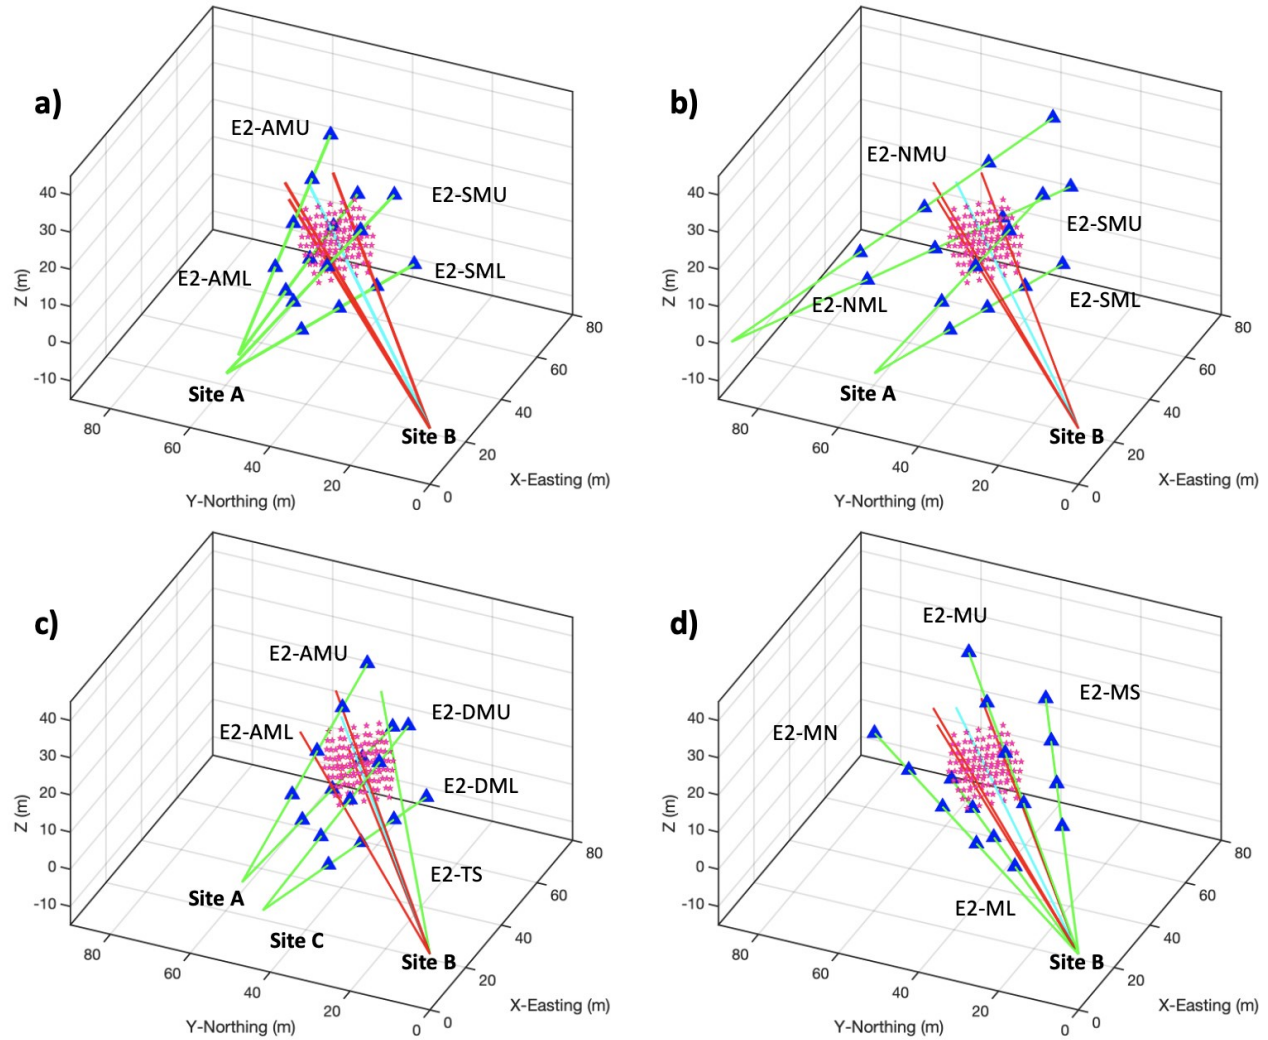 a)
E2-AMU
E2-SMU
E2-AML
E2-SML
Site A
Site B
Z (m)
40
30
20
10
0
-10
80
60
40
20
0
Y-Northing (m)
0
20
40
60
80
X-Easting (m)
b)
E2-NMU
E2-SMU
E2-NML
E2-SML
Site A
Site B
Z (m)
40
30
20
10
0
-10
80
60
40
20
0
Y-Northing (m)
0
20
40
60
80
X-Easting (m)
c)
E2-AMU
E2-DMU
E2-AML
E2-DML
E2-TS
Site A
Site C
Site B
Z (m)
40
30
20
10
0
-10
80
60
40
20
0
Y-Northing (m)
0
20
40
60
80
X-Easting (m)
d)
E2-MU
E2-MS
E2-MN
E2-ML
Site B
Z (m)
40
30
20
10
0
-10
80
60
40
20
0
Y-Northing (m)
0
20
40
60
80
X-Easting (m)